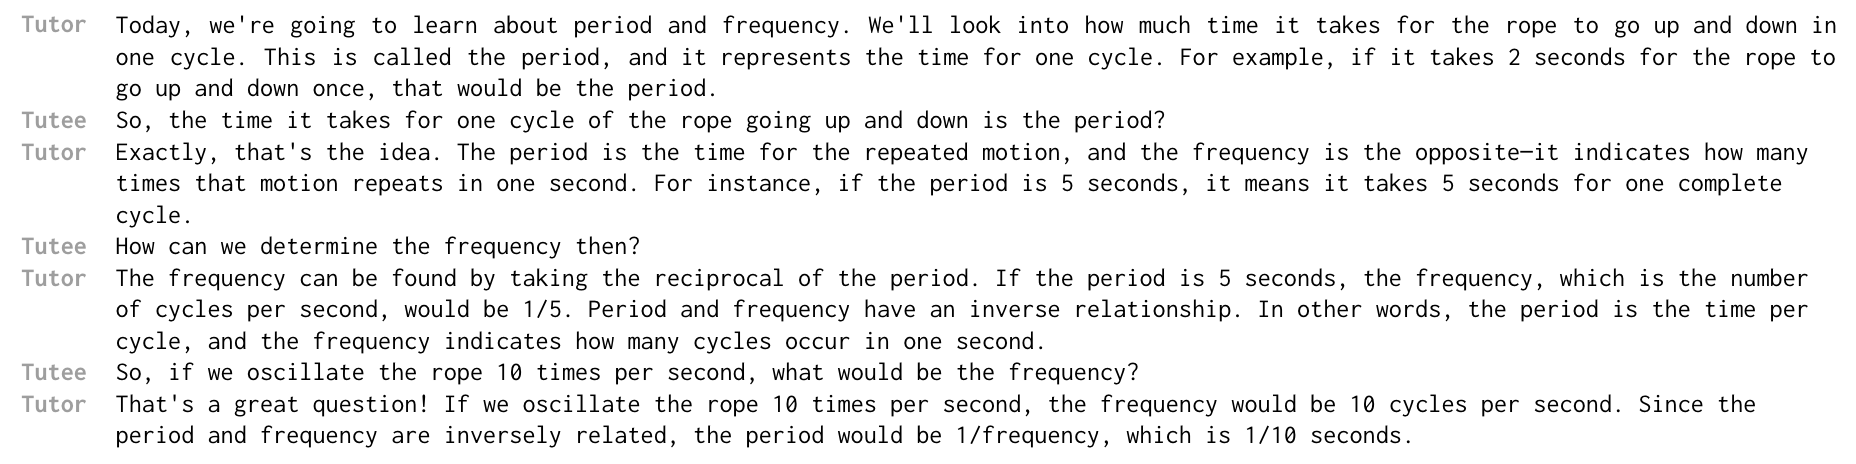 Tutor Today, we're going to learn about period and frequency. We'll look into how much time it takes for the rope to go up and down in
one cycle. This is called the period, and it represents the time for one cycle. For example, if it takes 2 seconds for the rope to
go up and down once, that would be the period.
Tutee So, the time it takes for one cycle of the rope going up and down is the period?
Tutor Exactly, that's the idea. The period is the time for the repeated motion, and the frequency is the opposite—it indicates how many
times that motion repeats in one second. For instance, if the period is 5 seconds, it means it takes 5 seconds for one complete
cycle.
Tutee How can we determine the frequency then?
Tutor The frequency can be found by taking the reciprocal of the period. If the period is 5 seconds, the frequency, which is the number
of cycles per second, would be 1/5. Period and frequency have an inverse relationship. In other words, the period is the time per
cycle, and the frequency indicates how many cycles occur in one second.
Tutee So, if we oscillate the rope 10 times per second, what would be the frequency?
Tutor That's a great question! If we oscillate the rope 10 times per second, the frequency would be 10 cycles per second. Since the
period and frequency are inversely related, the period would be 1/frequency, which is 1/10 seconds.